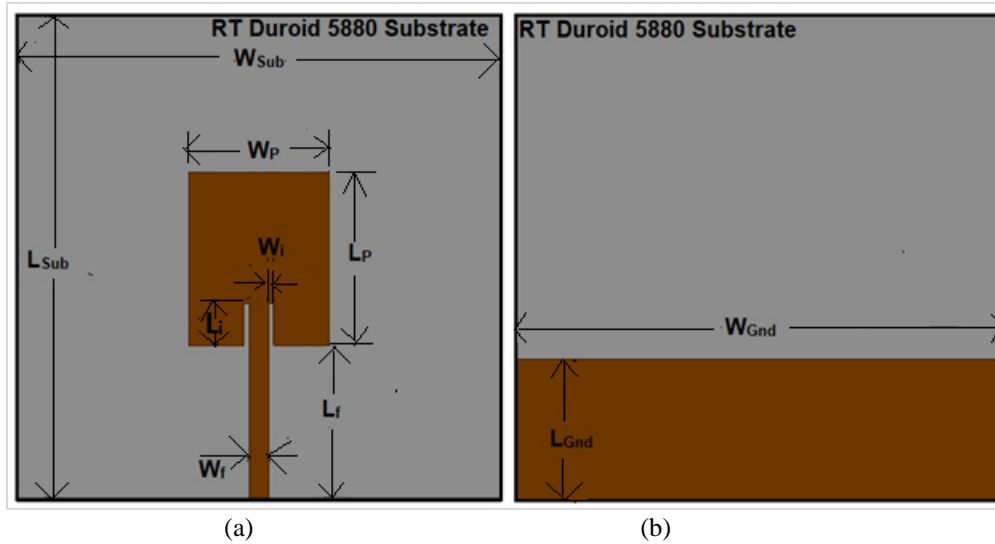 RT Duroid 5880 Substrate
WSub
WP
LSub
Wi
LP
Li
Lf
Wf
(a)
RT Duroid 5880 Substrate
WGnd
LGnd
(b)